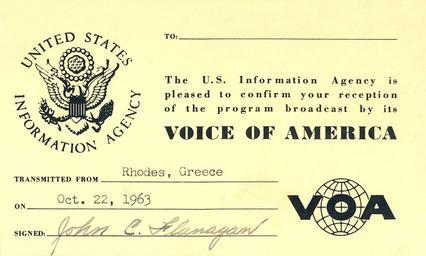 UNITED STATES
INFORMATION AGENCY
TO:
The U.S. Information Agency is
pleased to confirm your reception
of the program broadcast by its
VOICE OF AMERICA
TRANSMITTED FROM Rhodes, Greece
ON Oct. 22, 1963
SIGNED: John C. Flanagan
VOA